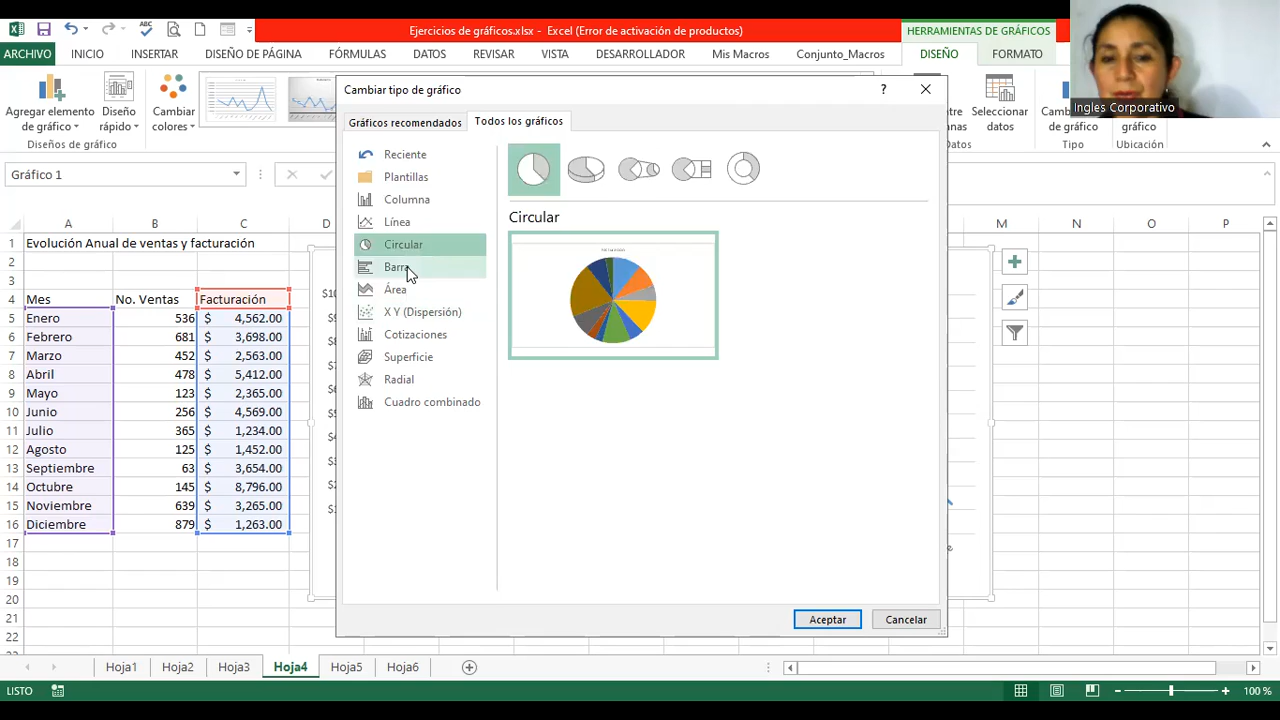 Ejercicios de gráficos.xlsx - Excel (Error de activación de productos)
HERRAMIENTAS DE GRÁFICOS
ARCHIVO INICIO INSERTAR DISEÑO DE PÁGINA FÓRMULAS DATOS REVISAR VISTA DESARROLLADOR Mis Macros Conjunto_Macros DISEÑO FORMATO
Ingles Corporativo
Agregar elemento de gráfico
Diseño rápido
Cambiar colores
Seleccionar datos
de gráfico
gráfico
Diseños de gráfico
Datos
Tipo
Ubicación
Gráfico 1
Cambiar tipo de gráfico
?
Gráficos recomendados
Todos los gráficos
Reciente
Plantillas
Columna
Línea
Circular
Barra
Área
X Y (Dispersión)
Cotizaciones
Superficie
Radial
Cuadro combinado
Circular
Aceptar
Cancelar
A B C D M N O P
1 Evolución Anual de ventas y facturación
2
3
4 Mes No. Ventas Facturación
5 Enero 536 $ 4,562.00
6 Febrero 681 $ 3,698.00
7 Marzo 452 $ 2,563.00
8 Abril 478 $ 5,412.00
9 Mayo 123 $ 2,365.00
10 Junio 256 $ 4,569.00
11 Julio 365 $ 1,234.00
12 Agosto 125 $ 1,452.00
13 Septiembre 63 $ 3,654.00
14 Octubre 145 $ 8,796.00
15 Noviembre 639 $ 3,265.00
16 Diciembre 879 $ 1,263.00
17
18
19
20
21
22
Hoja1 Hoja2 Hoja3 Hoja4 Hoja5 Hoja6
LISTO
100 %